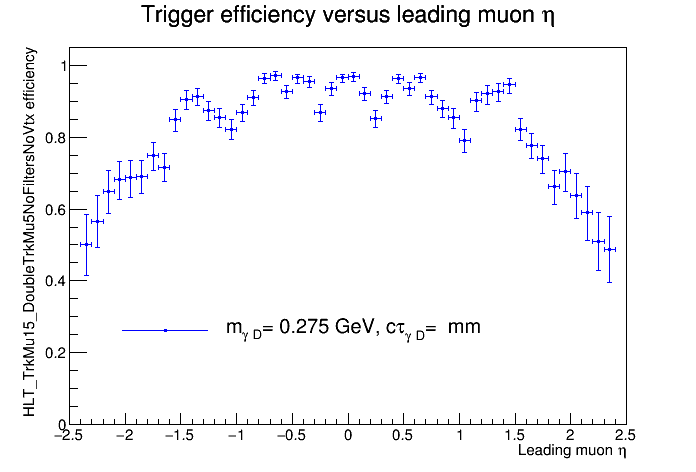 Trigger efficiency versus leading muon η
HLT_TrkMu15_DoubleTrkMu5NoFiltersNoVtx efficiency
1
0.8
0.6
0.4
0.2
0
m_γ D= 0.275 GeV, cτ_γ D= mm
−2.5 −2 −1.5 −1 −0.5 0 0.5 1 1.5 2 2.5
Leading muon η